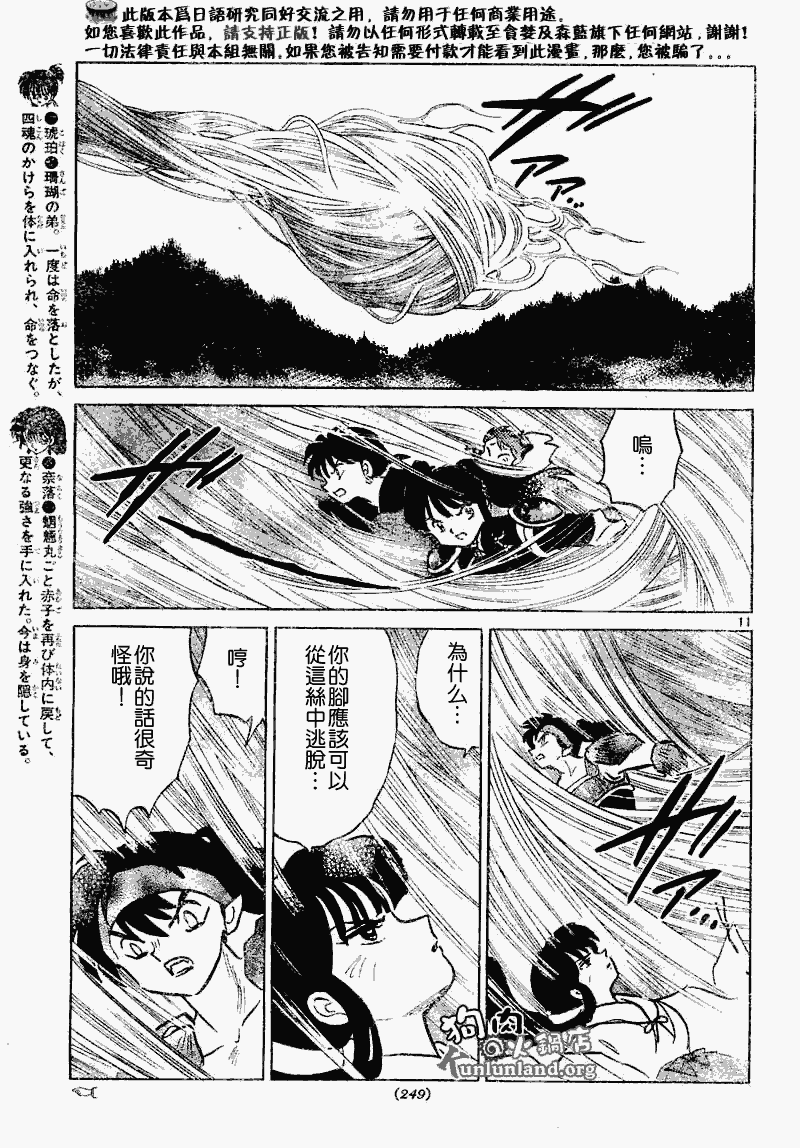 此版本爲日語研究同好交流之用，請勿用于任何商業用途。
如您喜歡此作品，請支持正版！請勿以任何形式轉載至貪婪及森藍旗下任何網站，謝謝！
一切法律責任與本組無關。如果您被告知需要付款才能看到此漫畫，那麼，您被騙了...
ザァァ
嗚…
ザァ
11
為什么…
ザァァ…
你的腳應該可以
從這絲中逃脫…
哼！
你說的話很奇
怪哦！
●琥珀●珊瑚の弟。一度は命を落としたが、
四魂のかけらを体に入れられ、命をつなぐ。
●奈落●魍魎丸ごと赤子を再び体内に戻して、
更なる強さを手に入れた。今は身を隠している。
狗肉の火鍋店
Kunlunland.org
(249)